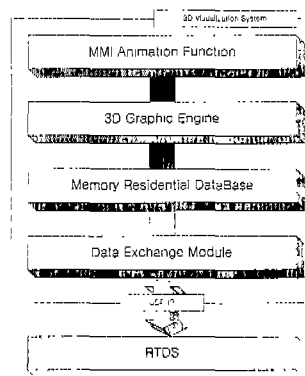 3D Visualization System
MMI Animation Function
3D Graphic Engine
Memory Residential DataBase
Data Exchange Module
RTDS